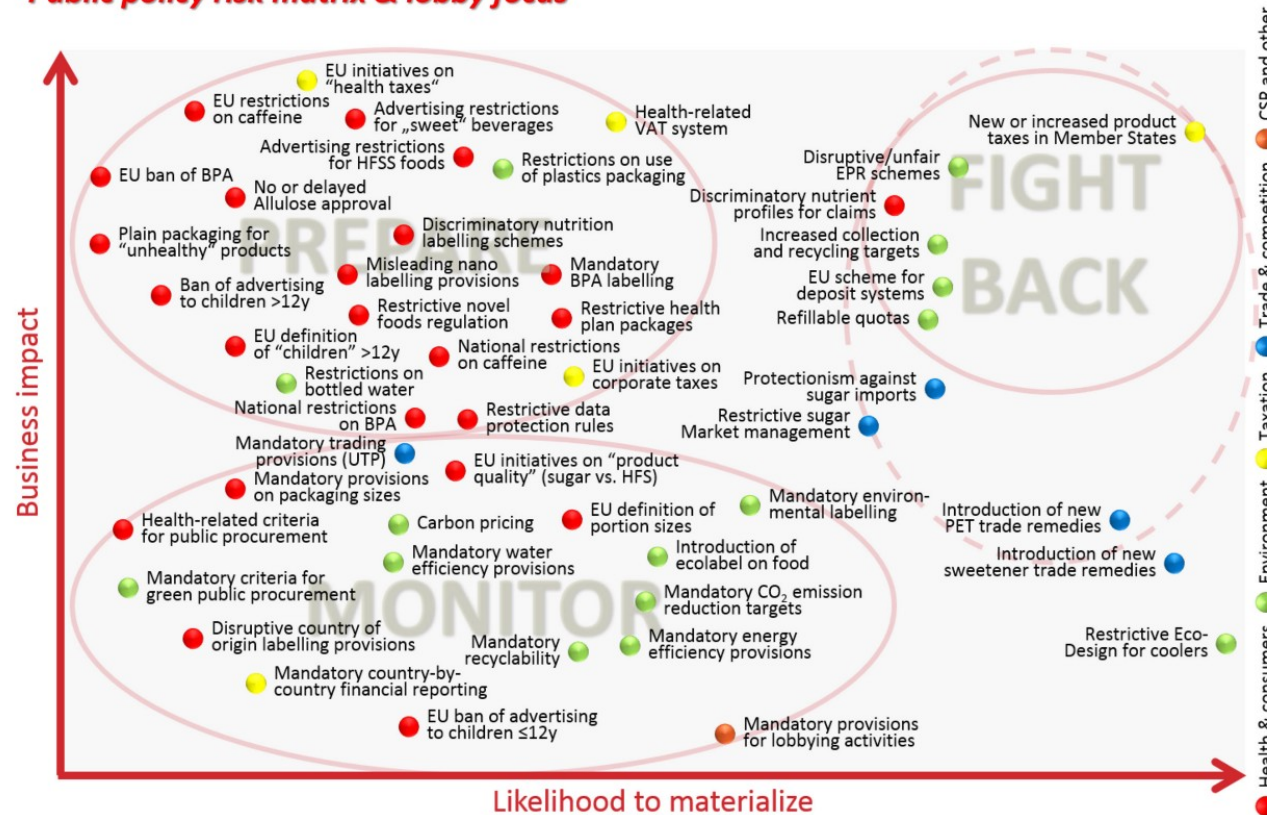 Public policy risk matrix & lobby focus
EU initiatives on
"health taxes"
EU restrictions
on caffeine
Advertising restrictions
for „sweet" beverages
Health-related
VAT system
New or increased product
taxes in Member States
Advertising restrictions
for HFSS foods
Restrictions on use
of plastics packaging
Disruptive/unfair
EPR schemes
FIGHT
BACK
EU ban of BPA
No or delayed
Allulose approval
Discriminatory nutrient
profiles for claims
PREPARE
Plain packaging for
"unhealthy" products
Discriminatory nutrition
labelling schemes
Increased collection
and recycling targets
Misleading nano
labelling provisions
Mandatory
BPA labelling
EU scheme for
deposit systems
Ban of advertising
to children >12y
Restrictive novel
foods regulation
Restrictive health
plan packages
Refillable quotas
EU definition
of "children" >12y
National restrictions
on caffeine
EU initiatives on
corporate taxes
Restrictions on
bottled water
Protectionism against
sugar imports
National restrictions
on BPA
Restrictive data
protection rules
Restrictive sugar
Market management
Mandatory trading
provisions (UTP)
EU initiatives on "product
quality" (sugar vs. HFS)
Mandatory provisions
on packaging sizes
Health-related criteria
for public procurement
Carbon pricing
EU definition of
portion sizes
Mandatory environ-
mental labelling
Introduction of new
PET trade remedies
Mandatory water
efficiency provisions
Introduction of
ecolabel on food
Introduction of new
sweetener trade remedies
Mandatory criteria for
green public procurement
MONITOR
Mandatory CO₂ emission
reduction targets
Disruptive country of
origin labelling provisions
Mandatory
recyclability
Mandatory energy
efficiency provisions
Restrictive Eco-
Design for coolers
Mandatory country-by-
country financial reporting
EU ban of advertising
to children ≤12y
Mandatory provisions
for lobbying activities
Business impact
Likelihood to materialize
Health & consumers
Environment
Taxation
Trade & competition
CSR and other